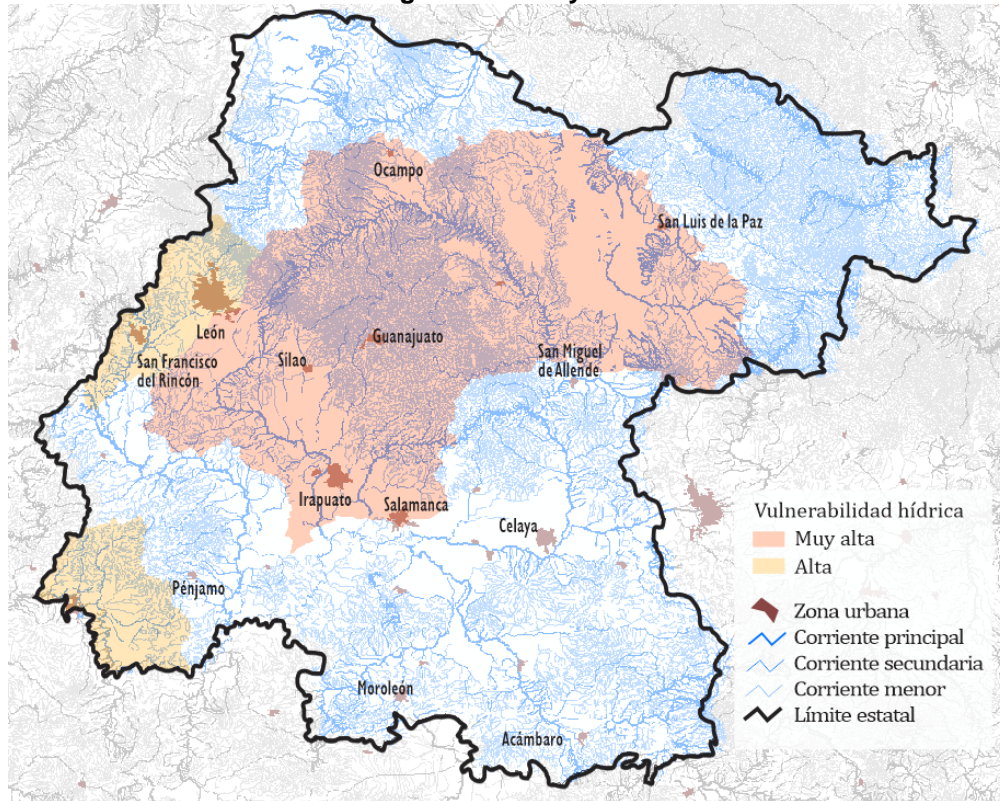 Ocampo
San Luis de la Paz
León
Guanajuato
San Francisco
del Rincón
Silao
San Miguel
de Allende
Irapuato
Salamanca
Celaya
Pénjamo
Moroleón
Acámbaro
Vulnerabilidad hídrica
Muy alta
Alta
Zona urbana
Corriente principal
Corriente secundaria
Corriente menor
Límite estatal